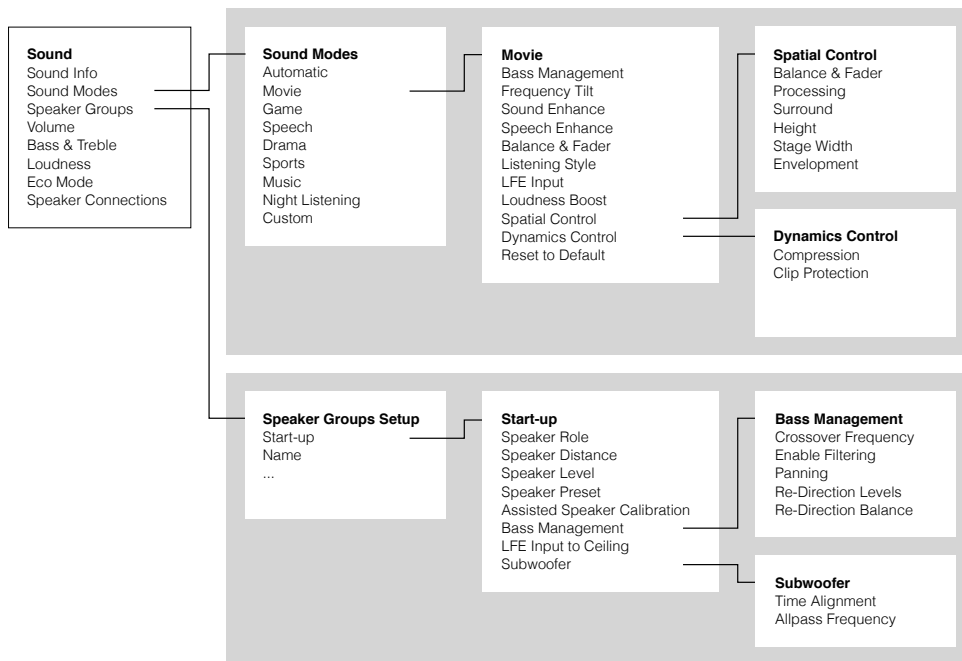 Sound
Sound Info
Sound Modes
Speaker Groups
Volume
Bass & Treble
Loudness
Eco Mode
Speaker Connections
Sound Modes
Automatic
Movie
Game
Speech
Drama
Sports
Music
Night Listening
Custom
Movie
Bass Management
Frequency Tilt
Sound Enhance
Speech Enhance
Balance & Fader
Listening Style
LFE Input
Loudness Boost
Spatial Control
Dynamics Control
Reset to Default
Spatial Control
Balance & Fader
Processing
Surround
Height
Stage Width
Envelopment
Dynamics Control
Compression
Clip Protection
Speaker Groups Setup
Start-up
Name
...
Start-up
Speaker Role
Speaker Distance
Speaker Level
Speaker Preset
Assisted Speaker Calibration
Bass Management
LFE Input to Ceiling
Subwoofer
Bass Management
Crossover Frequency
Enable Filtering
Panning
Re-Direction Levels
Re-Direction Balance
Subwoofer
Time Alignment
Allpass Frequency